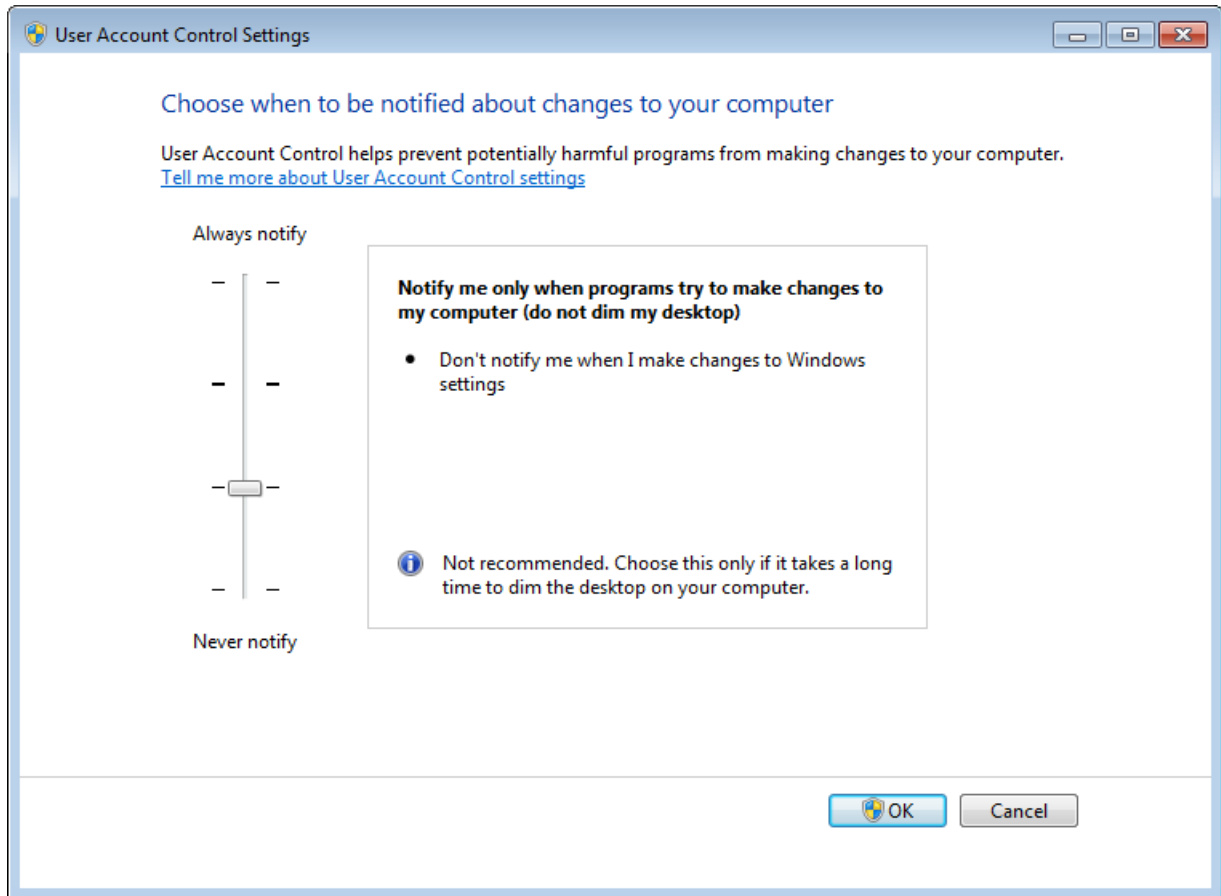 User Account Control Settings
Choose when to be notified about changes to your computer
User Account Control helps prevent potentially harmful programs from making changes to your computer.
Tell me more about User Account Control settings
Always notify
Notify me only when programs try to make changes to
my computer (do not dim my desktop)
Don't notify me when I make changes to Windows
settings
Not recommended. Choose this only if it takes a long
time to dim the desktop on your computer.
Never notify
OK
Cancel